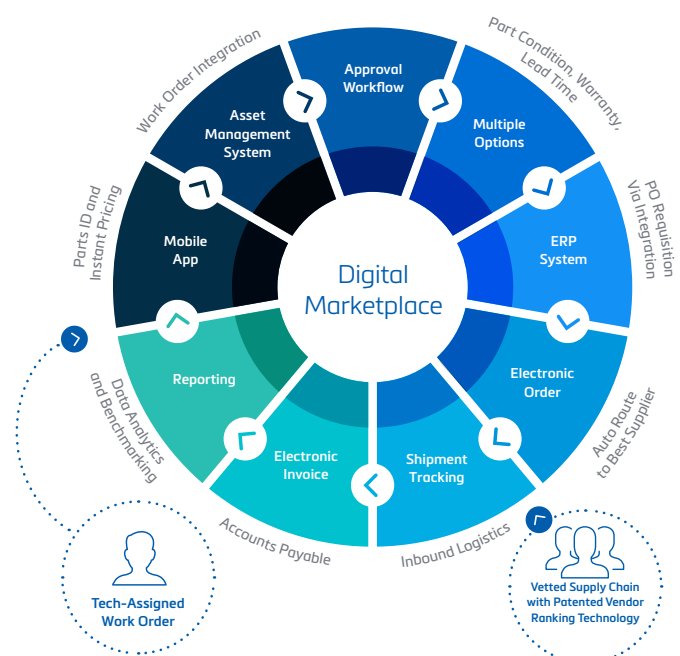 Work Order Integration
Part Condition, Warranty,
Lead Time
Approval
Workflow
Asset
Management
System
Multiple
Options
Parts ID and
Instant Pricing
Mobile
App
ERP
System
PO Requisition
Via Integration
Digital
Marketplace
Reporting
Electronic
Order
Data Analytics
and Benchmarking
Electronic
Invoice
Shipment
Tracking
Auto Route
to Best Supplier
Accounts Payable
Inbound Logistics
Tech-Assigned
Work Order
Vetted Supply Chain
with Patented Vendor
Ranking Technology